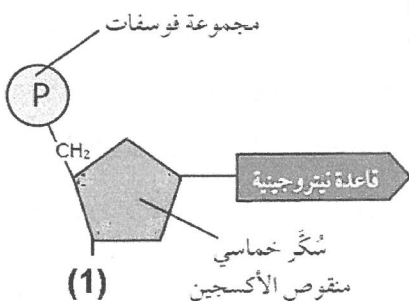 مجموعة فوسفات
P
CH₂
قاعدة نيتروجينية
سُكَّر خماسي
منقوص الأكسجين
(1)